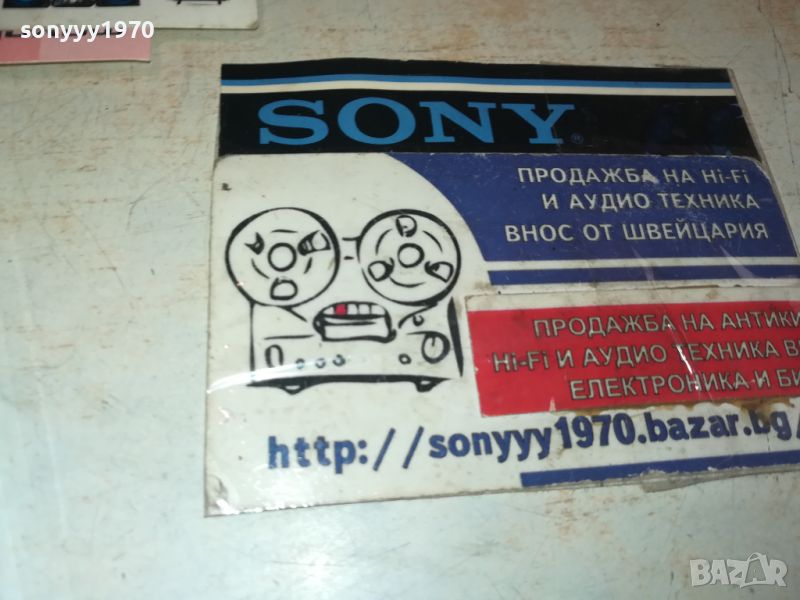 sonyyy1970
SONY®
ПРОДАЖБА НА Hi-Fi
И АУДИО ТЕХНИКА
ВНОС ОТ ШВЕЙЦАРИЯ
ПРОДАЖБА НА АНТИКИ
Hi-Fi И АУДИО ТЕХНИКА
ЕЛЕКТРОНИКА И
http://sonyyy1970.bazar.bg/
BAZAR